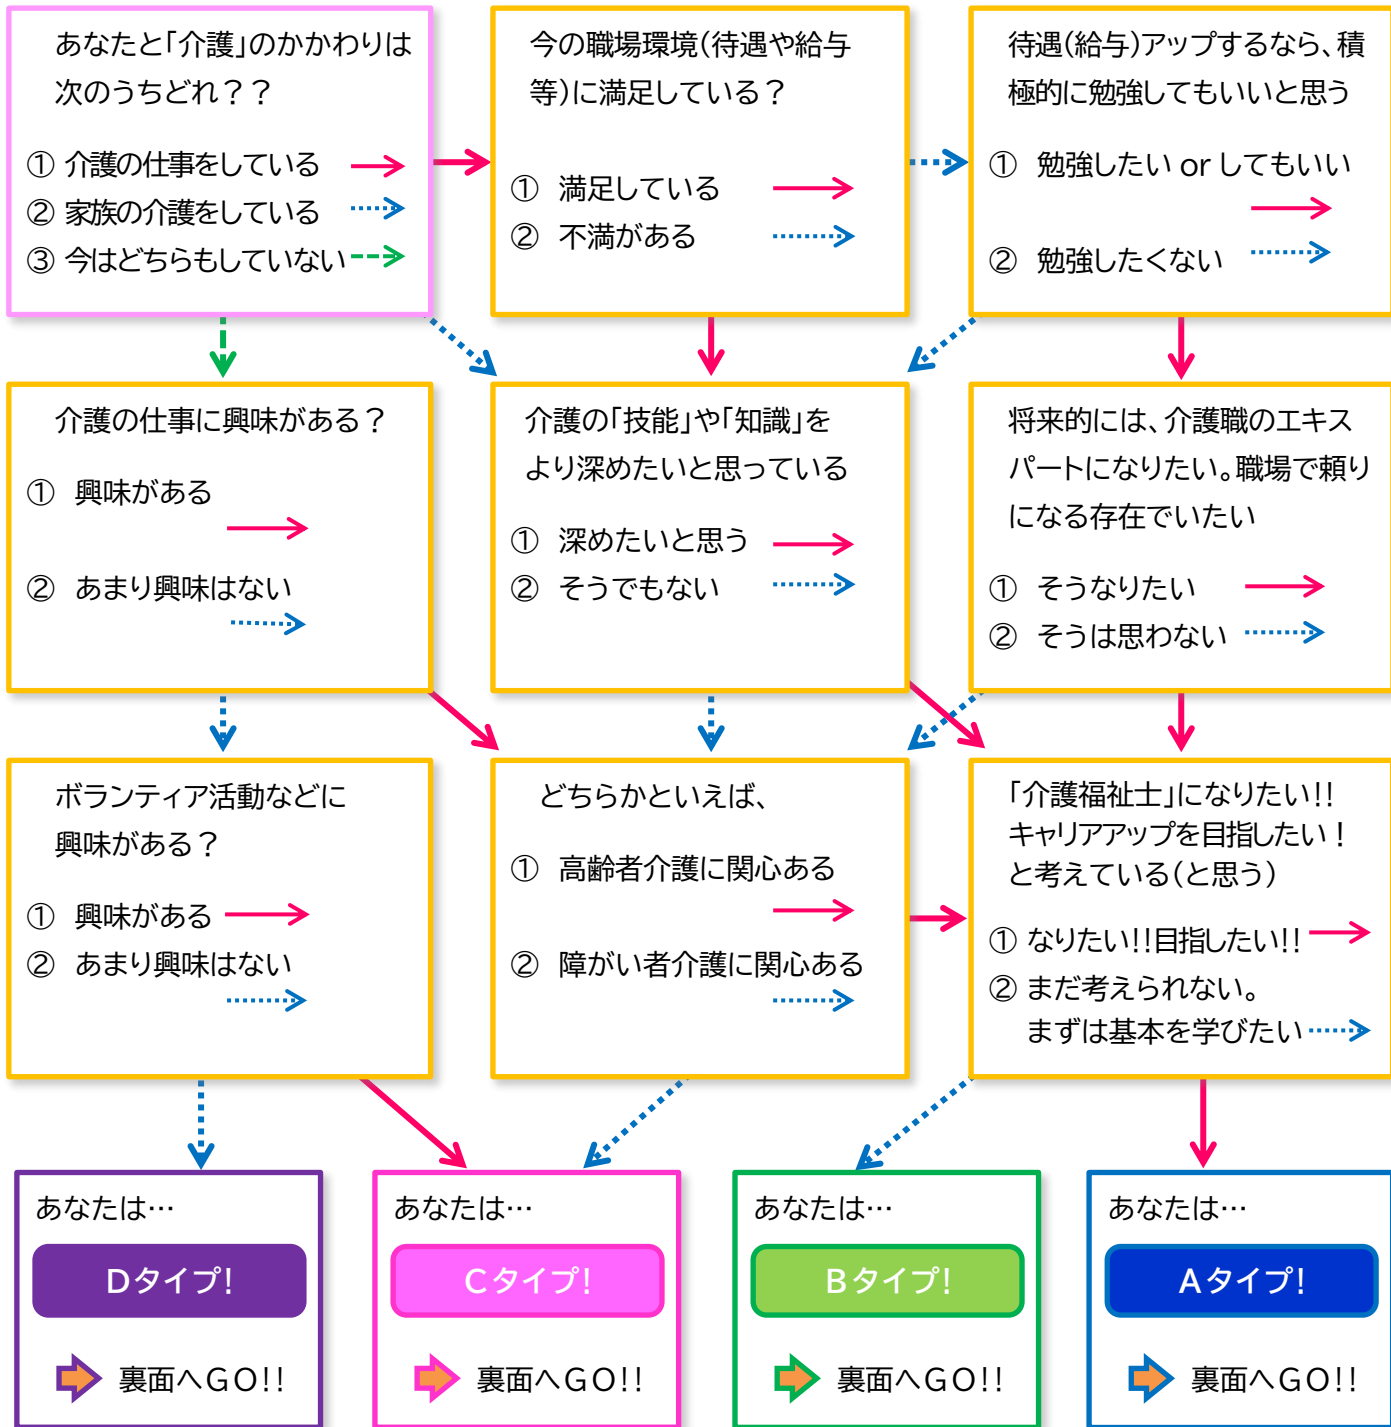 あなたと「介護」のかかわりは
次のうちどれ？？
① 介護の仕事をしている
② 家族の介護をしている
③ 今はどちらもしていない
今の職場環境(待遇や給与
等)に満足している？
① 満足している
② 不満がある
待遇(給与)アップするなら、積
極的に勉強してもいいと思う
① 勉強したい or してもいい
② 勉強したくない
介護の仕事に興味がある？
① 興味がある
② あまり興味はない
介護の「技能」や「知識」を
より深めたいと思っている
① 深めたいと思う
② そうでもない
将来的には、介護職のエキス
パートになりたい。職場で頼り
になる存在でいたい
① そうなりたい
② そうは思わない
ボランティア活動などに
興味がある？
① 興味がある
② あまり興味はない
どちらかといえば、
① 高齢者介護に関心ある
② 障がい者介護に関心ある
「介護福祉士」になりたい!!
キャリアアップを目指したい！
と考えている(と思う)
① なりたい!!目指したい!!
② まだ考えられない。
まずは基本を学びたい
あなたは…
Dタイプ!
裏面へGO!!
あなたは…
Cタイプ!
裏面へGO!!
あなたは…
Bタイプ!
裏面へGO!!
あなたは…
Aタイプ!
裏面へGO!!